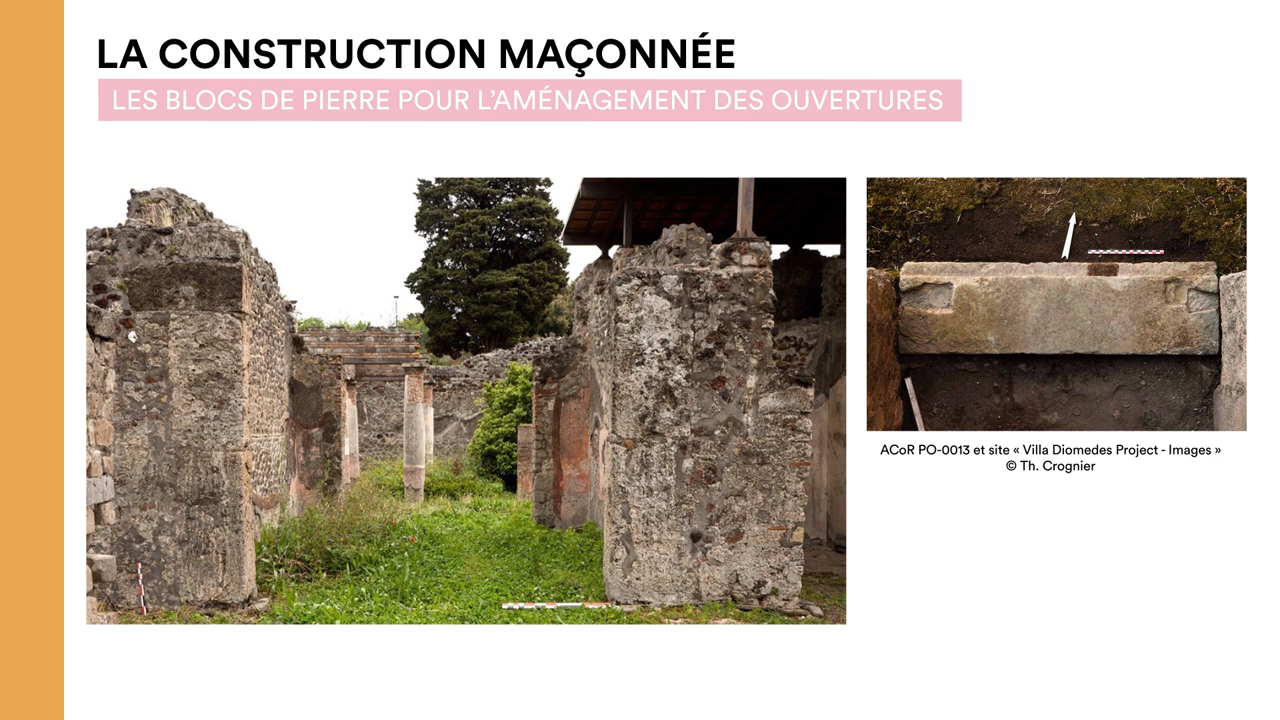 LA CONSTRUCTION MAÇONNÉE
LES BLOCS DE PIERRE POUR L’AMÉNAGEMENT DES OUVERTURES
ACoR PO-0013 et site « Villa Diomedes Project - Images »
© Th. Crognier